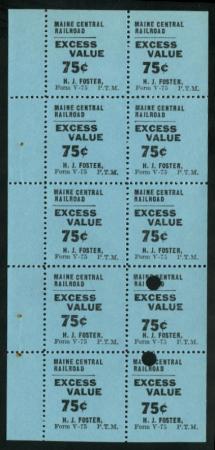 MAINE CENTRAL RAILROAD
EXCESS VALUE
75¢
H. J. FOSTER,
Form V-75 P.T.M.
MAINE CENTRAL RAILROAD
EXCESS VALUE
75¢
H. J. FOSTER,
Form V-75 P.T.M.
MAINE CENTRAL RAILROAD
EXCESS VALUE
75¢
H. J. FOSTER,
Form V-75 P.T.M.
MAINE CENTRAL RAILROAD
EXCESS VALUE
75¢
H. J. FOSTER,
Form V-75 P.T.M.
MAINE CENTRAL RAILROAD
EXCESS VALUE
75¢
H. J. FOSTER,
Form V-75 P.T.M.
MAINE CENTRAL RAILROAD
EXCESS VALUE
75¢
H. J. FOSTER,
Form V-75 P.T.M.
MAINE CENTRAL RAILROAD
EXCESS VALUE
75¢
H. J. FOSTER,
Form V-75 P.T.M.
MAINE CENTRAL RAILROAD
EXCESS VALUE
75¢
H. J. FOSTER,
Form V-75 P.T.M.
MAINE CENTRAL RAILROAD
EXCESS VALUE
75¢
H. J. FOSTER,
Form V-75 P.T.M.
MAINE CENTRAL RAILROAD
EXCESS VALUE
75¢
H. J. FOSTER,
Form V-75 P.T.M.